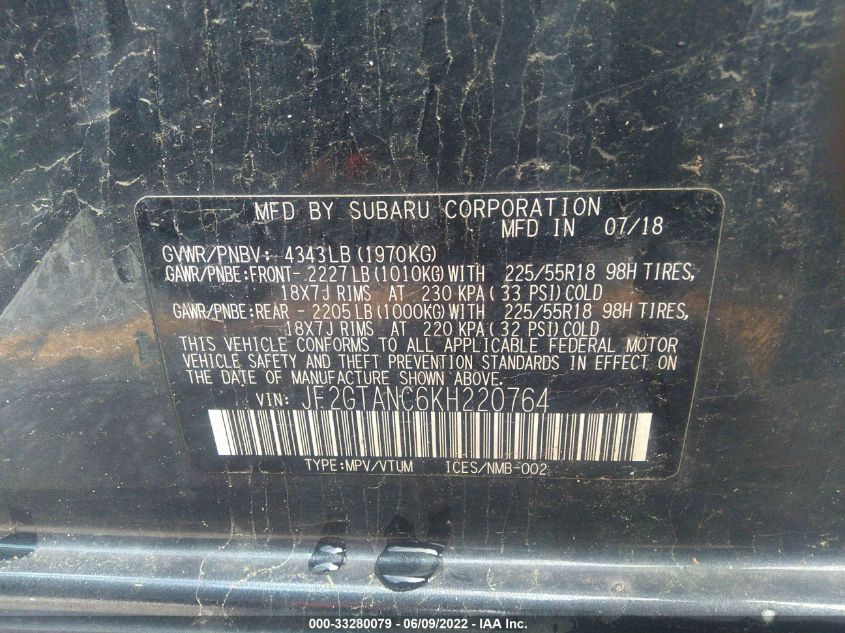 MFD BY SUBARU CORPORATION
MFD IN 07/18
GVWR/PNBV: 4343LB (1970KG)
GAWR/PNBE:FRONT- 2227LB (1010KG) WITH 225/55R18 98H TIRES,
18X7J RIMS AT 230 KPA( 33 PSI) COLD
GAWR/PNBE:REAR - 2205LB (1000KG) WITH 225/55R18 98H TIRES,
18X7J RIMS AT 220 KPA( 32 PSI) COLD
THIS VEHICLE CONFORMS TO ALL APPLICABLE FEDERAL MOTOR
VEHICLE SAFETY AND THEFT PREVENTION STANDARDS IN EFFECT ON
THE DATE OF MANUFACTURE SHOWN ABOVE
VIN: JF2GTANC6KH220764
TYPE:MPV/VTUM ICES/NMB-002
000-33280079 - 06/09/2022 - IAA Inc.